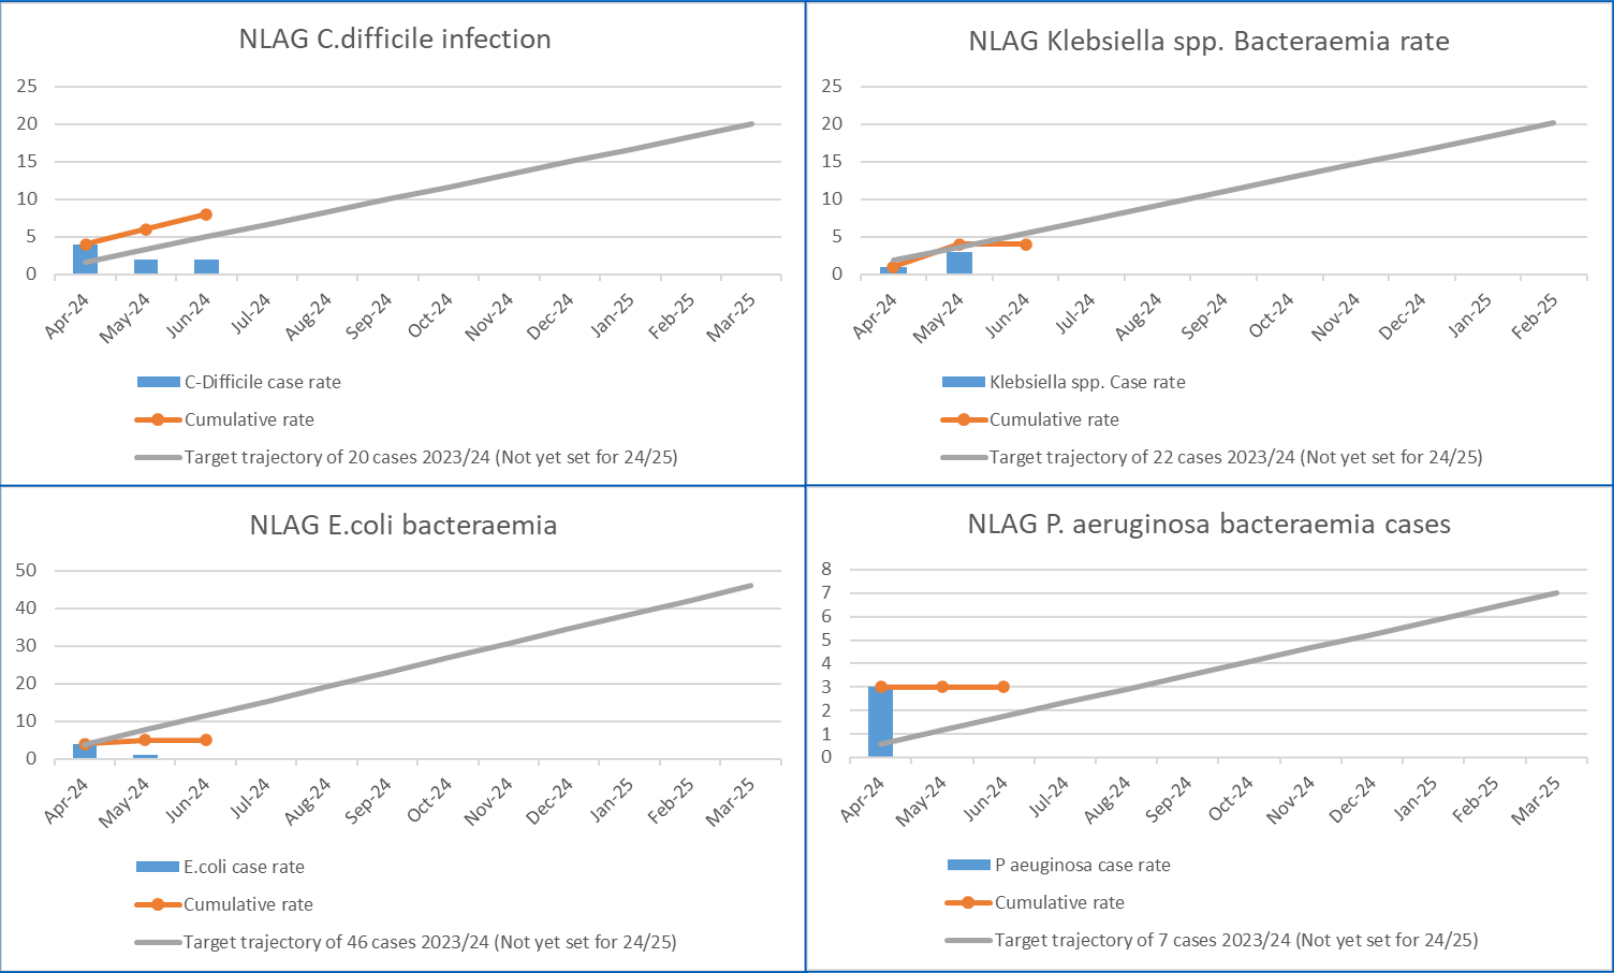 NLAG C.difficile infection
25
20
15
10
5
0
Apr-24 May-24 Jun-24 Jul-24 Aug-24 Sep-24 Oct-24 Nov-24 Dec-24 Jan-25 Feb-25 Mar-25
C-Difficile case rate
Cumulative rate
Target trajectory of 20 cases 2023/24 (Not yet set for 24/25)
NLAG Klebsiella spp. Bacteraemia rate
25
20
15
10
5
0
Apr-24 May-24 Jun-24 Jul-24 Aug-24 Sep-24 Oct-24 Nov-24 Dec-24 Jan-25 Feb-25
Klebsiella spp. Case rate
Cumulative rate
Target trajectory of 22 cases 2023/24 (Not yet set for 24/25)
NLAG E.coli bacteraemia
50
40
30
20
10
0
Apr-24 May-24 Jun-24 Jul-24 Aug-24 Sep-24 Oct-24 Nov-24 Dec-24 Jan-25 Feb-25 Mar-25
E.coli case rate
Cumulative rate
Target trajectory of 46 cases 2023/24 (Not yet set for 24/25)
NLAG P. aeruginosa bacteraemia cases
8
7
6
5
4
3
2
1
0
Apr-24 May-24 Jun-24 Jul-24 Aug-24 Sep-24 Oct-24 Nov-24 Dec-24 Jan-25 Feb-25 Mar-25
P aeuginosa case rate
Cumulative rate
Target trajectory of 7 cases 2023/24 (Not yet set for 24/25)